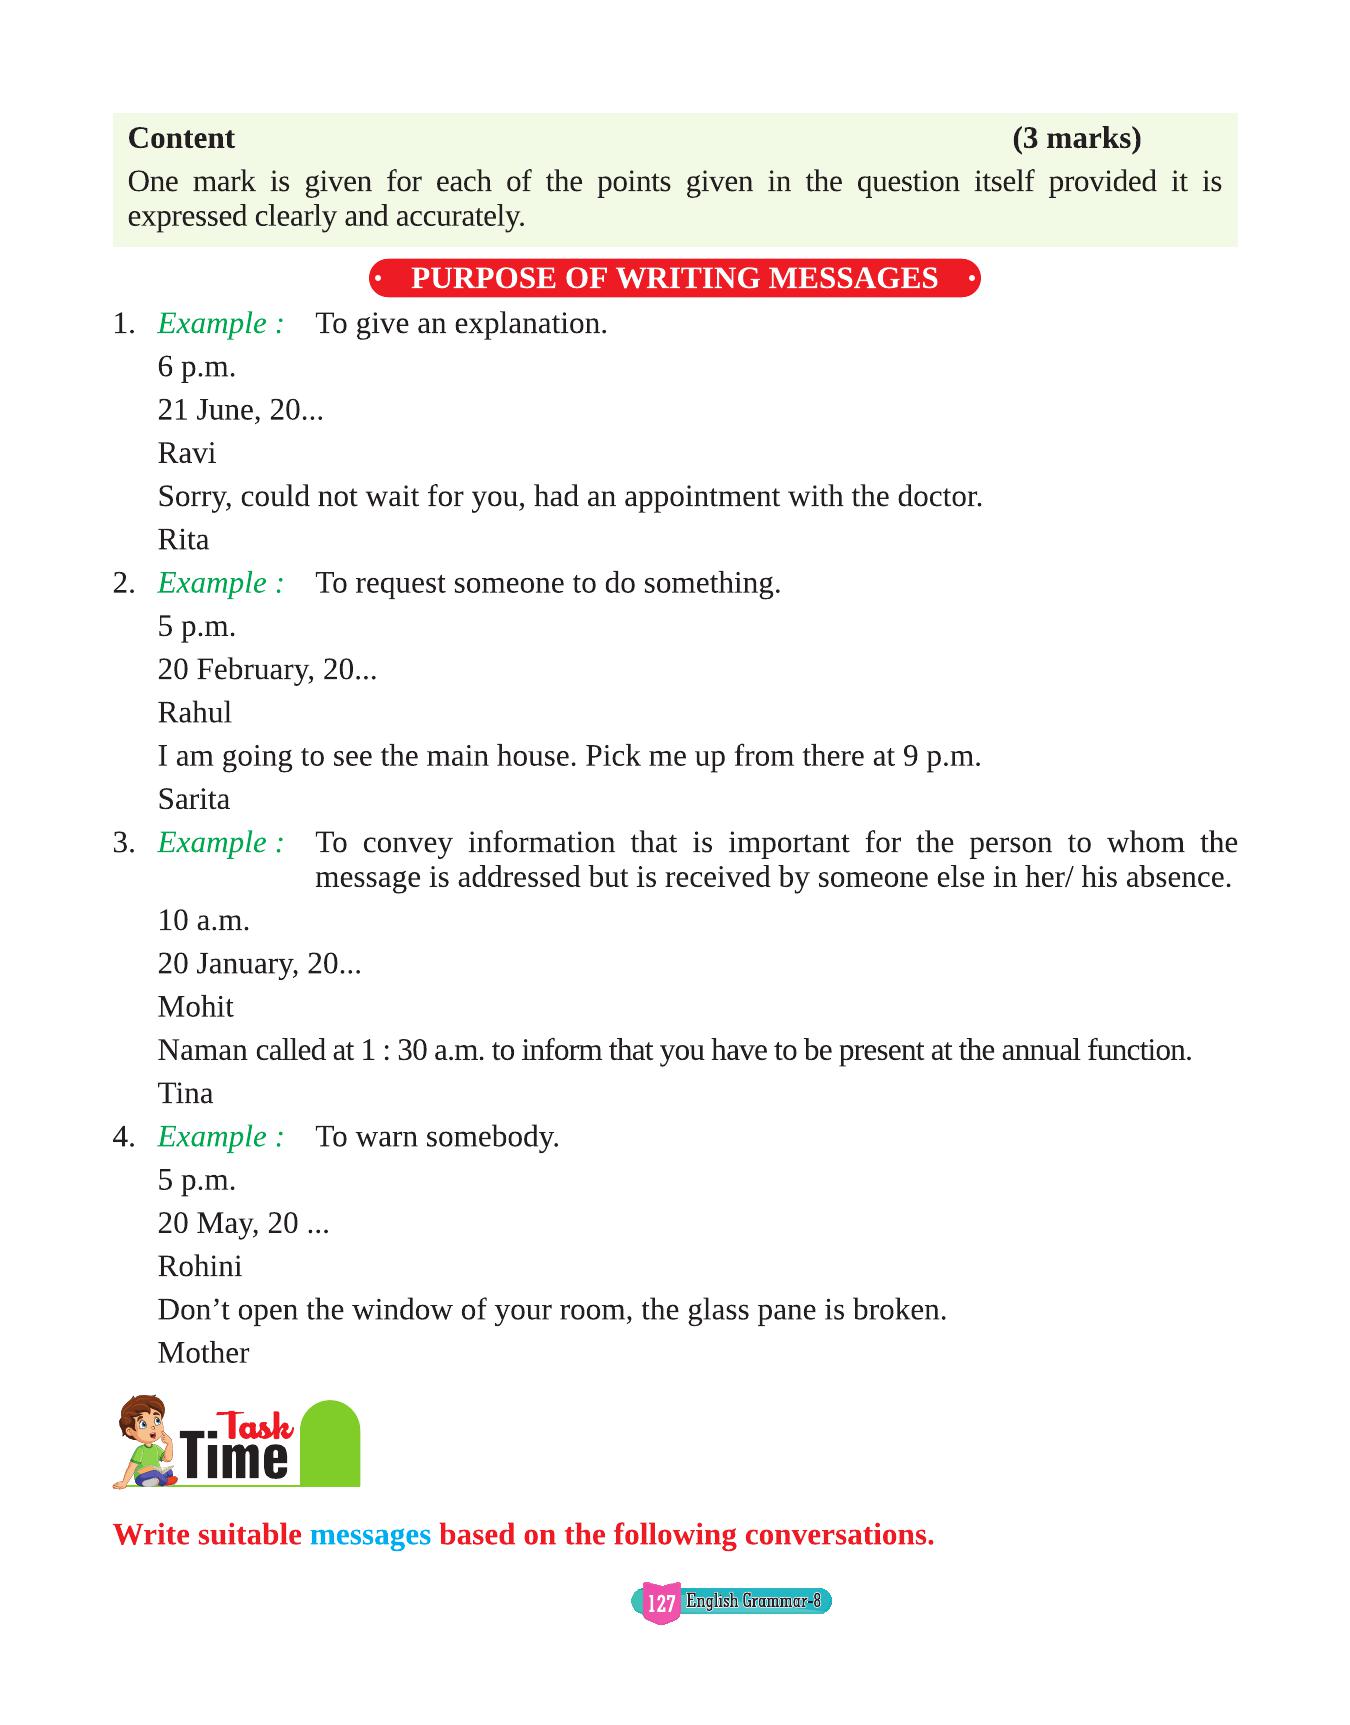 Content (3 marks)
One mark is given for each of the points given in the question itself provided it is
expressed clearly and accurately.
PURPOSE OF WRITING MESSAGES
1. Example : To give an explanation.
6 p.m.
21 June, 20...
Ravi
Sorry, could not wait for you, had an appointment with the doctor.
Rita
2. Example : To request someone to do something.
5 p.m.
20 February, 20...
Rahul
I am going to see the main house. Pick me up from there at 9 p.m.
Sarita
3. Example : To convey information that is important for the person to whom the
message is addressed but is received by someone else in her/ his absence.
10 a.m.
20 January, 20...
Mohit
Naman called at 1 : 30 a.m. to inform that you have to be present at the annual function.
Tina
4. Example : To warn somebody.
5 p.m.
20 May, 20 ...
Rohini
Don’t open the window of your room, the glass pane is broken.
Mother
Task
Time
Write suitable messages based on the following conversations.
127 English Grammar-8